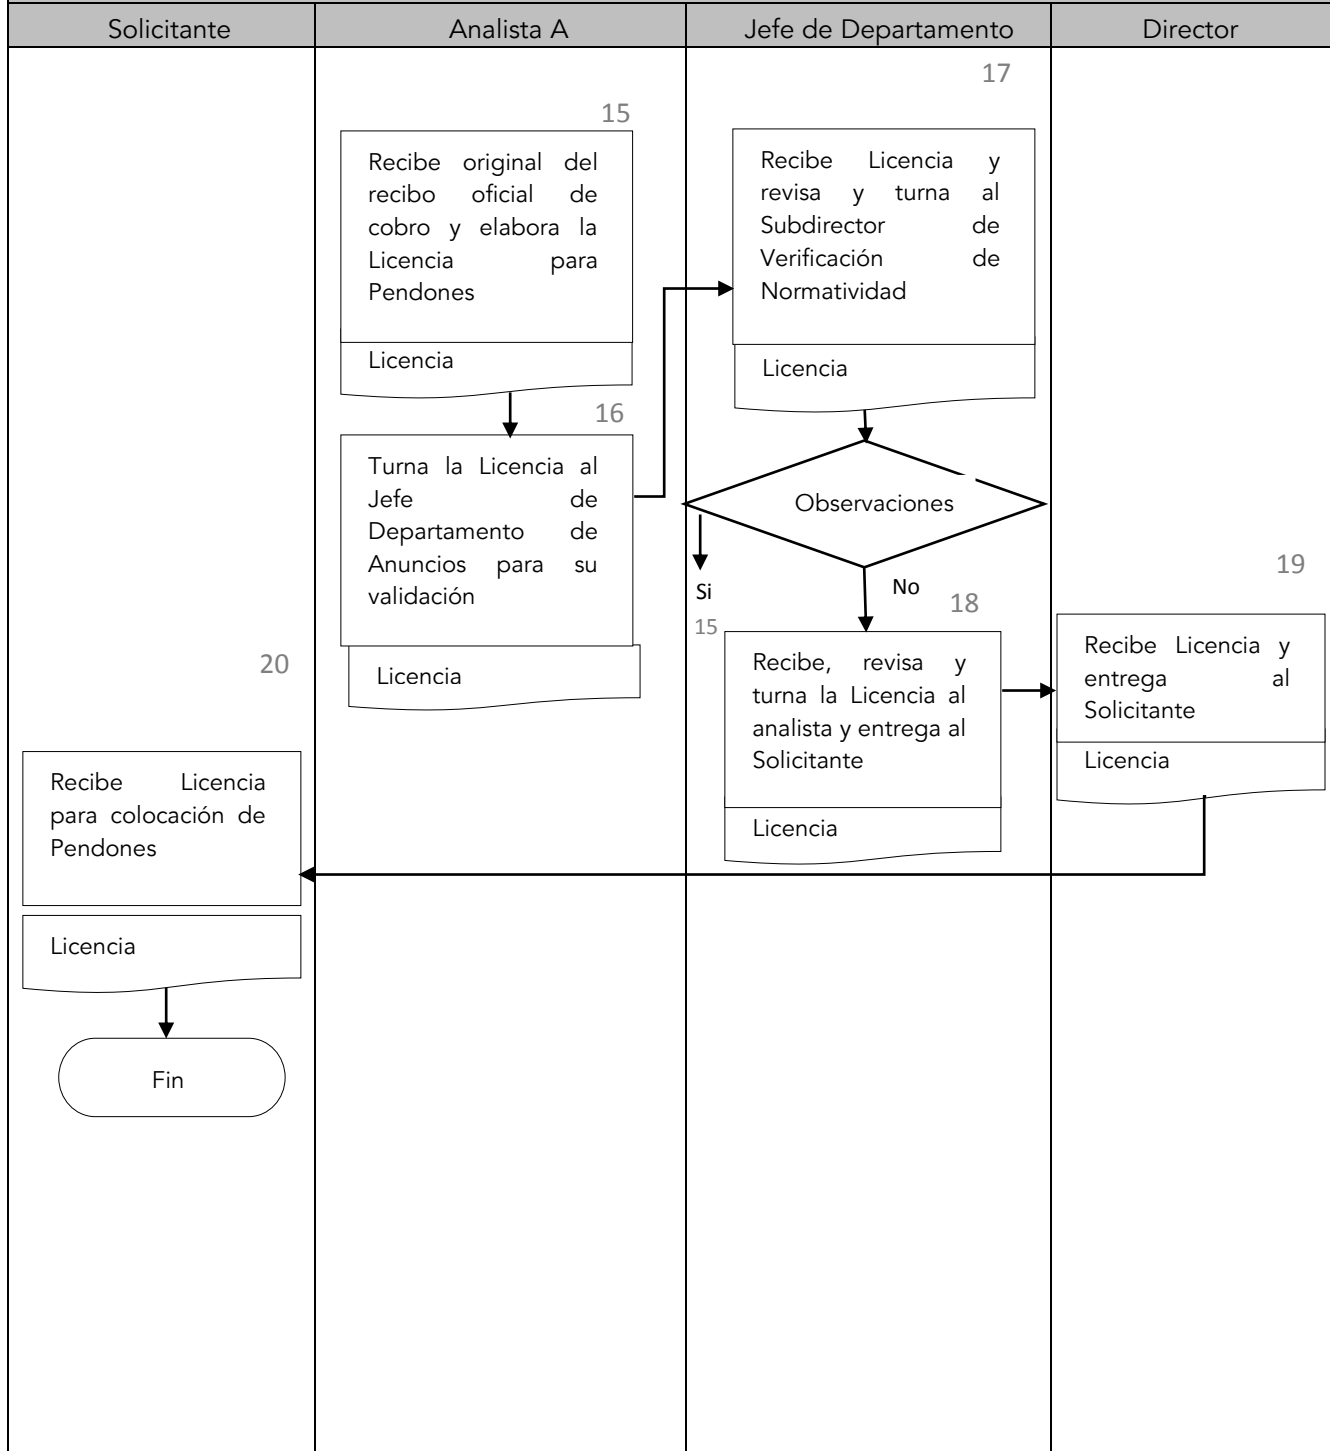 Solicitante
Analista A
Jefe de Departamento
Director
17
15
Recibe original del
recibo oficial de
cobro y elabora la
Licencia para
Pendones
Licencia
Recibe Licencia y
revisa y turna al
Subdirector de
Verificación de
Normatividad
Licencia
16
Turna la Licencia al
Jefe de
Departamento de
Anuncios para su
validación
Licencia
Observaciones
Si
15
No
18
Recibe, revisa y
turna la Licencia al
analista y entrega al
Solicitante
Licencia
19
Recibe Licencia y
entrega al
Solicitante
Licencia
20
Recibe Licencia
para colocación de
Pendones
Licencia
Fin